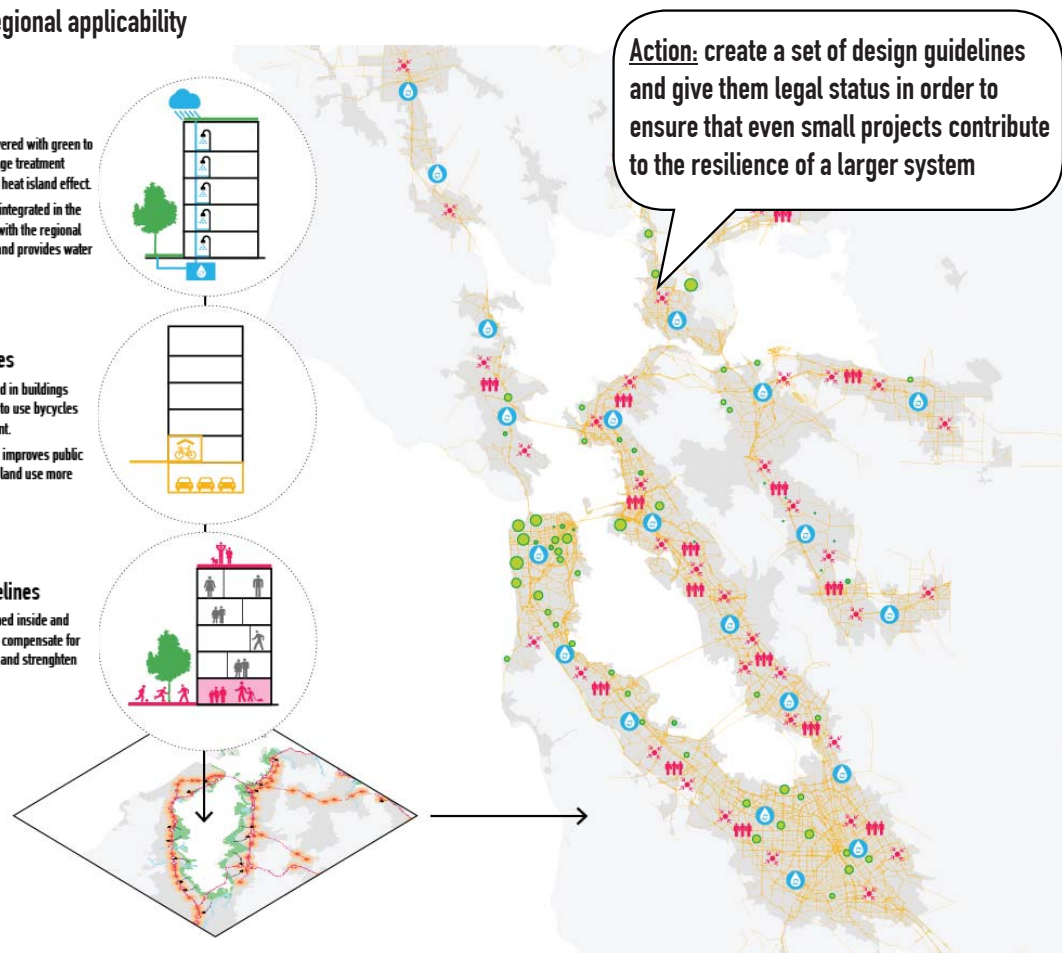 egional applicability
Action: create a set of design guidelines
and give them legal status in order to
ensure that even small projects contribute
to the resilience of a larger system
vered with green to
ge treatment
heat island effect.
integrated in the
with the regional
and provides water
es
d in buildings
to use bycycles
nt.
improves public
land use more
elines
ped inside and
compensate for
and strenghten